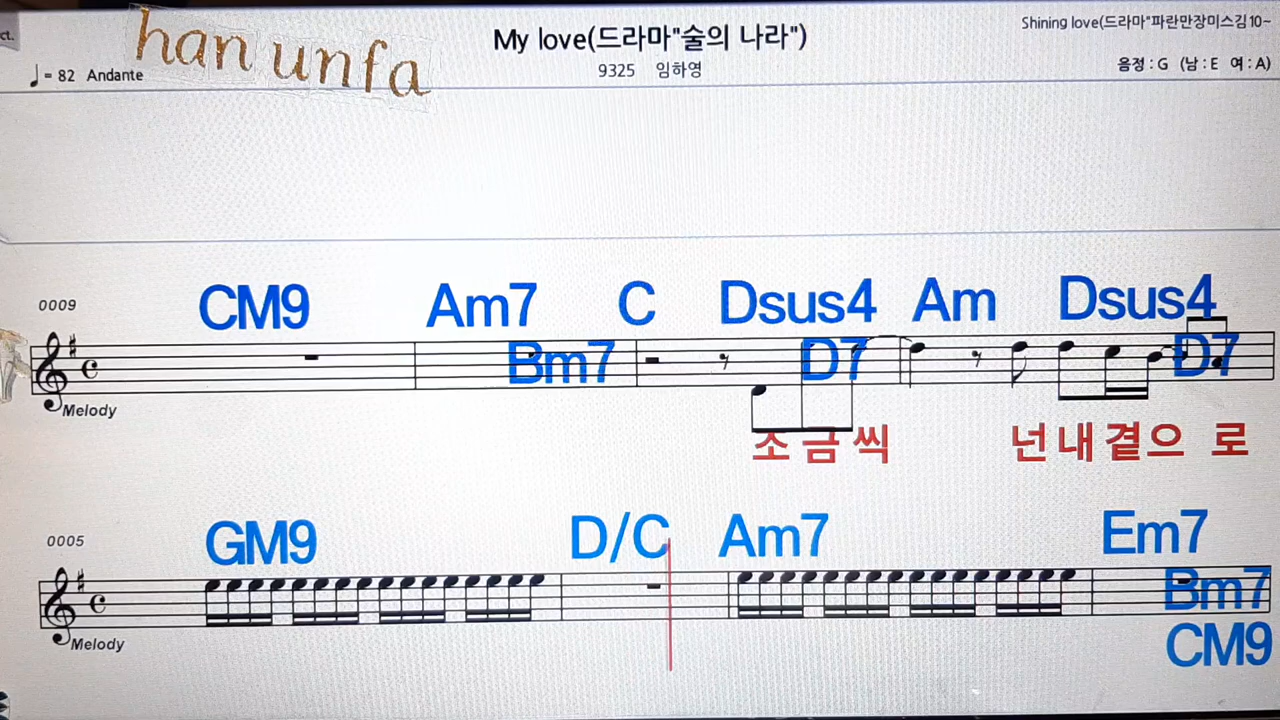 ct.
han unfa
♩= 82 Andante
My love(드라마"술의 나라")
9325 임하영
Shining love(드라마"파란만장미스김10~
음정 : G (남 : E 여 : A)
0009
CM9 Am7 C Dsus4 Am Dsus4
Bm7 D7 D7
Melody
조 금 씩 넌 내 곁 으 로
0005
GM9 D/C Am7 Em7
Bm7
Melody
CM9